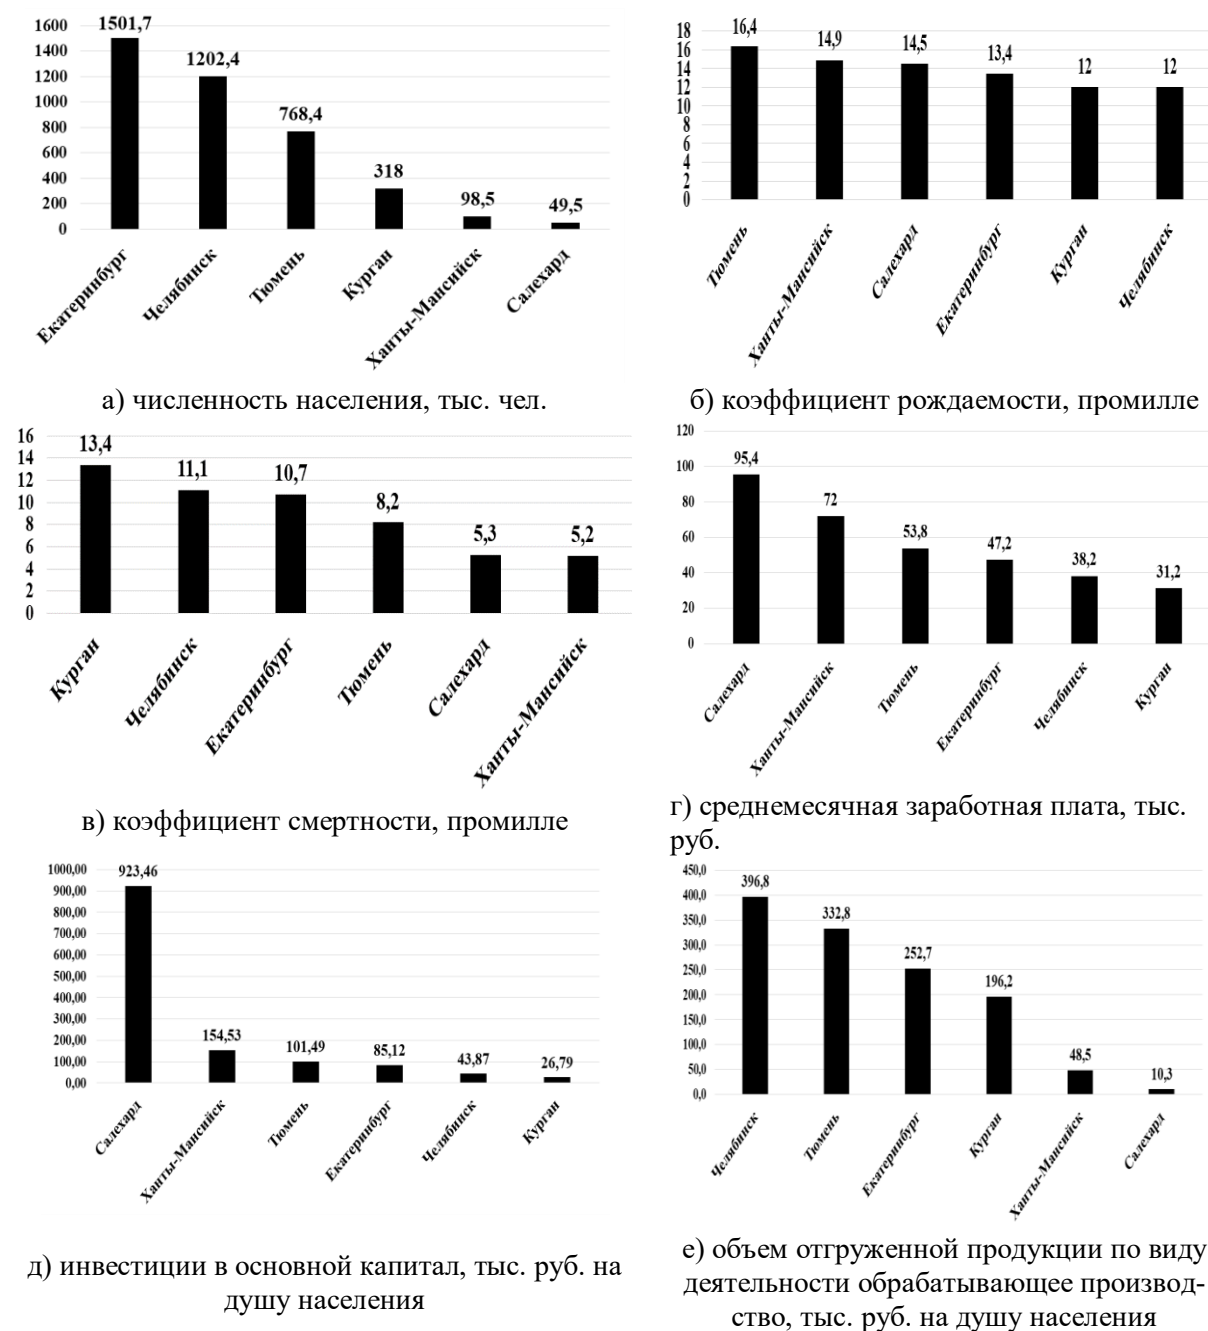 1600
1400
1200
1000
800
600
400
200
0
1501,7
1202,4
768,4
318
98,5
49,5
Екатеринбург
Челябинск
Тюмень
Курган
Ханты-Мансийск
Салехард
а) численность населения, тыс. чел.
18
16
14
12
10
8
6
4
2
0
16,4
14,9
14,5
13,4
12
12
Тюмень
Ханты-Мансийск
Салехард
Екатеринбург
Курган
Челябинск
б) коэффициент рождаемости, промилле
16
14
12
10
8
6
4
2
0
13,4
11,1
10,7
8,2
5,3
5,2
Курган
Челябинск
Екатеринбург
Тюмень
Салехард
Ханты-Мансийск
в) коэффициент смертности, промилле
120
100
80
60
40
20
0
95,4
72
53,8
47,2
38,2
31,2
Салехард
Ханты-Мансийск
Тюмень
Екатеринбург
Челябинск
Курган
г) среднемесячная заработная плата, тыс.
руб.
1000,00
900,00
800,00
700,00
600,00
500,00
400,00
300,00
200,00
100,00
0,00
923,46
154,53
101,49
85,12
43,87
26,79
Салехард
Ханты-Мансийск
Тюмень
Екатеринбург
Челябинск
Курган
д) инвестиции в основной капитал, тыс. руб. на
душу населения
450,0
400,0
350,0
300,0
250,0
200,0
150,0
100,0
50,0
0,0
396,8
332,8
252,7
196,2
48,5
10,3
Челябинск
Тюмень
Екатеринбург
Курган
Ханты-Мансийск
Салехард
е) объем отгруженной продукции по виду
деятельности обрабатывающее производ-
ство, тыс. руб. на душу населения